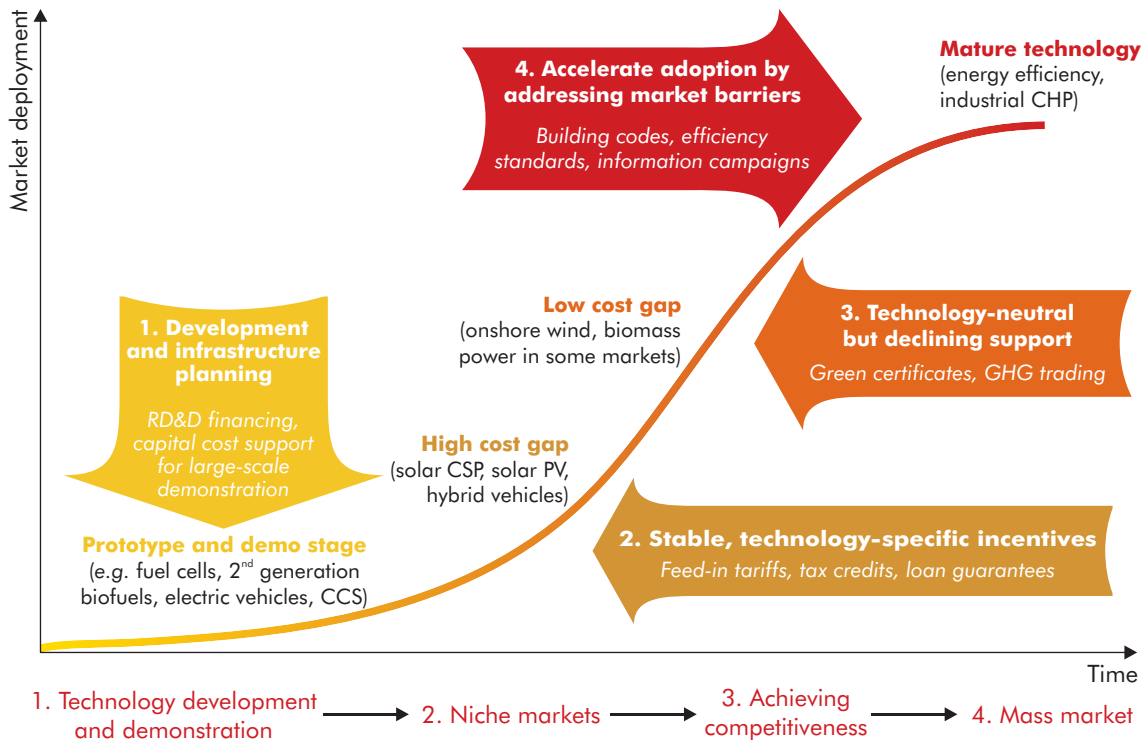 Market deployment
4. Accelerate adoption by
addressing market barriers
Building codes, efficiency
standards, information campaigns
Mature technology
(energy efficiency,
industrial CHP)
1. Development
and infrastructure
planning
RD&D financing,
capital cost support
for large-scale
demonstration
Low cost gap
(onshore wind, biomass
power in some markets)
3. Technology-neutral
but declining support
Green certificates, GHG trading
High cost gap
(solar CSP, solar PV,
hybrid vehicles)
2. Stable, technology-specific incentives
Feed-in tariffs, tax credits, loan guarantees
Prototype and demo stage
(e.g. fuel cells, 2nd generation
biofuels, electric vehicles, CCS)
Time
1. Technology development
and demonstration
2. Niche markets
3. Achieving
competitiveness
4. Mass market